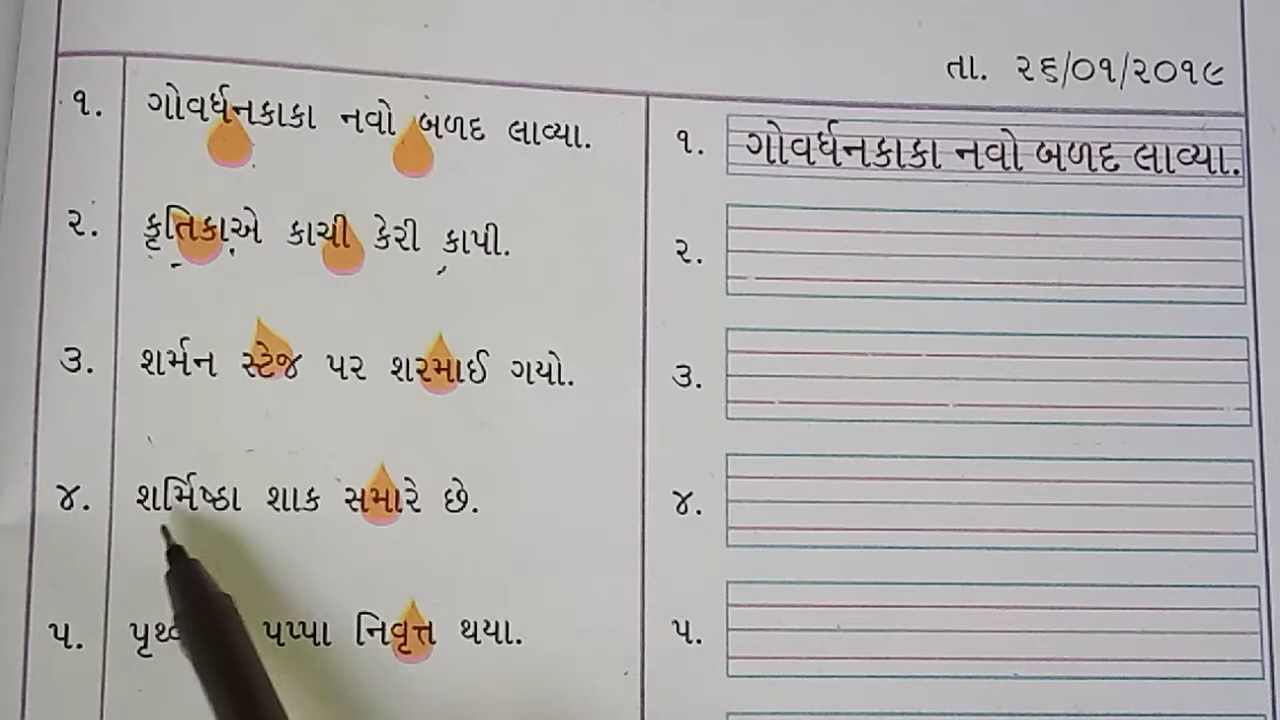 તા. ૨૬/૦૧/૨૦૧૯
૧. ગોવર્ધનકાકા નવો બળદ લાવ્યા.
૧. ગોવર્ધનકાકા નવો બળદ લાવ્યા.
૨. કૃતિકાએ કાચી કેરી કાપી.
૨.
૩. શર્મન સ્ટેજ પર શરમાઈ ગયો.
૩.
૪. શર્મિષ્ઠા શાક સમારે છે.
૪.
૫. પપ્પા નિવૃત્ત થયા.
૫.